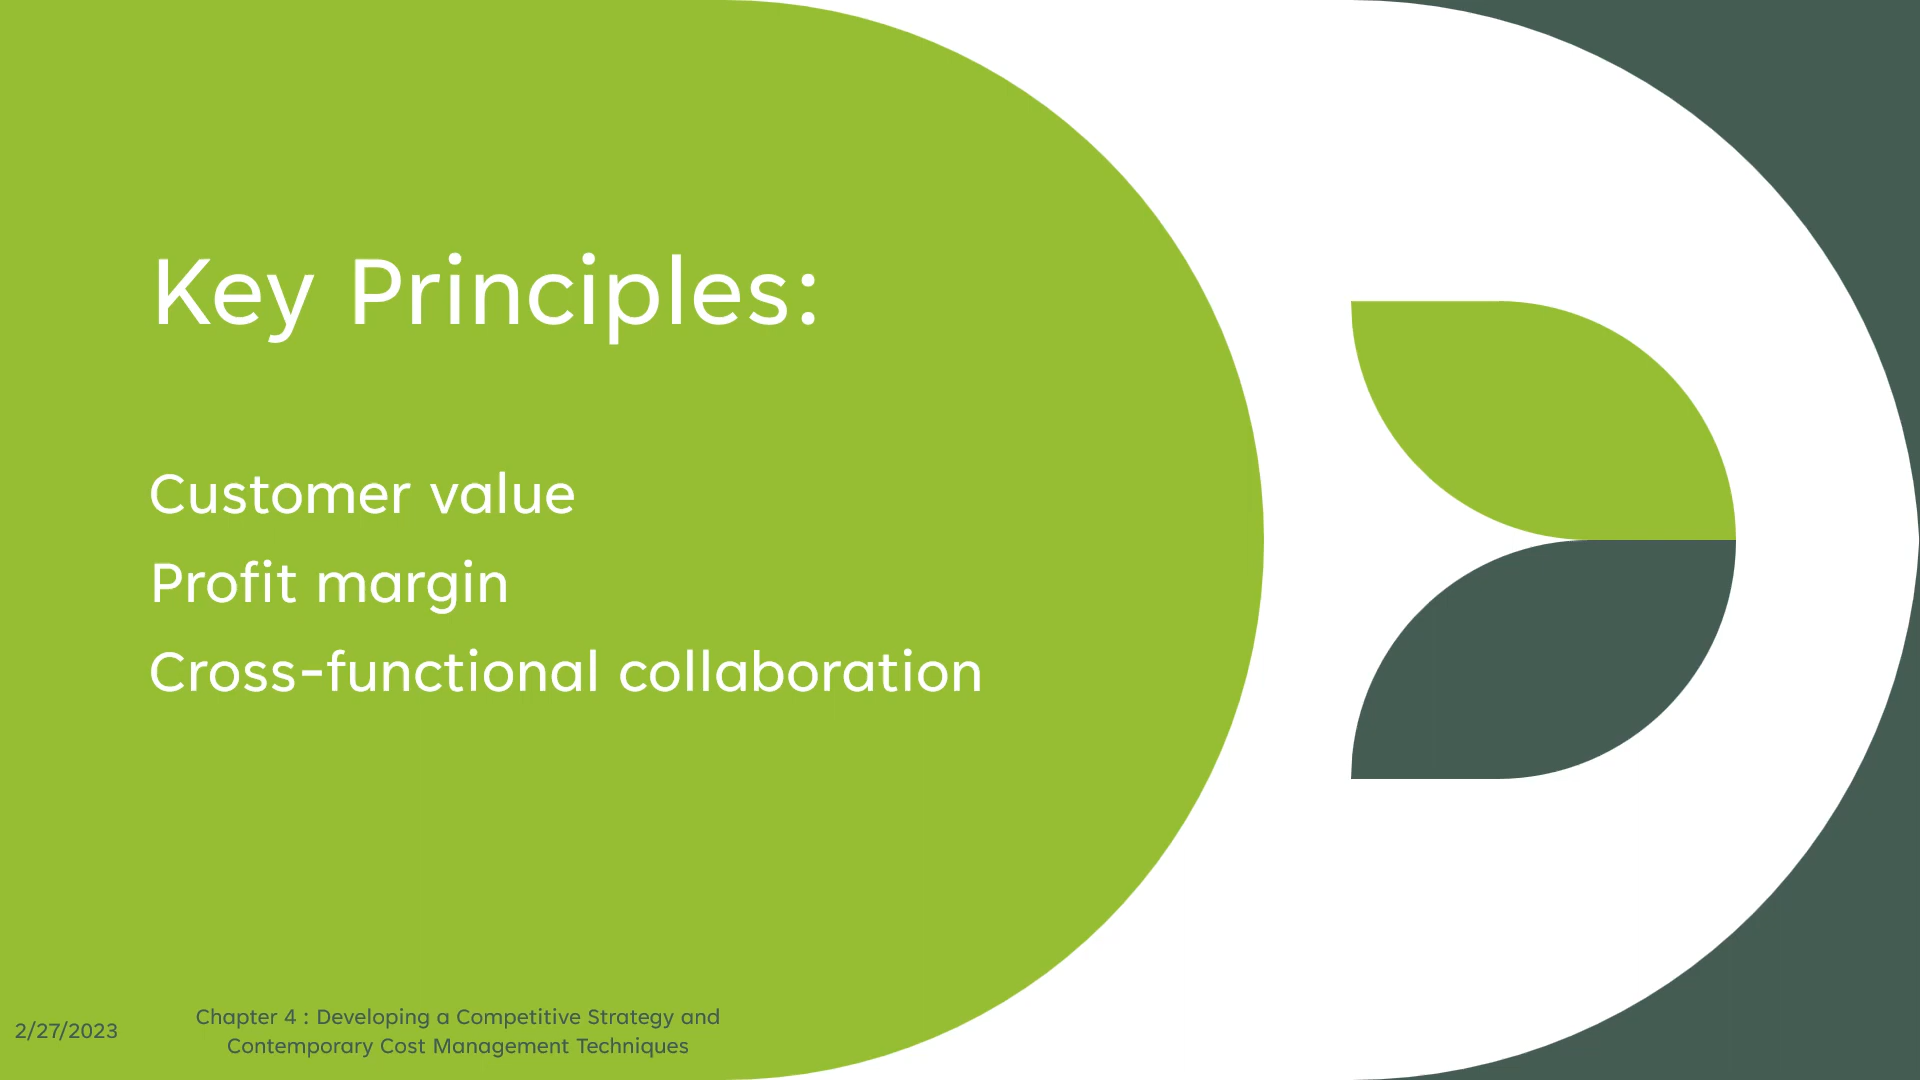 Key Principles:
Customer value
Profit margin
Cross-functional collaboration
2/27/2023
Chapter 4 : Developing a Competitive Strategy and
Contemporary Cost Management Techniques